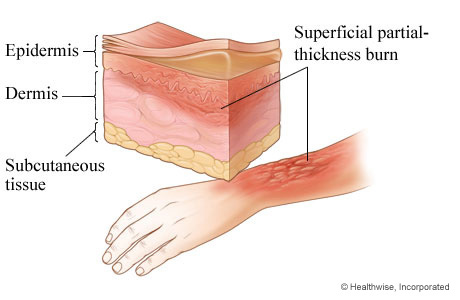 Superficial partial-
thickness burn
Epidermis
Dermis
Subcutaneous
tissue
© Healthwise, Incorporated